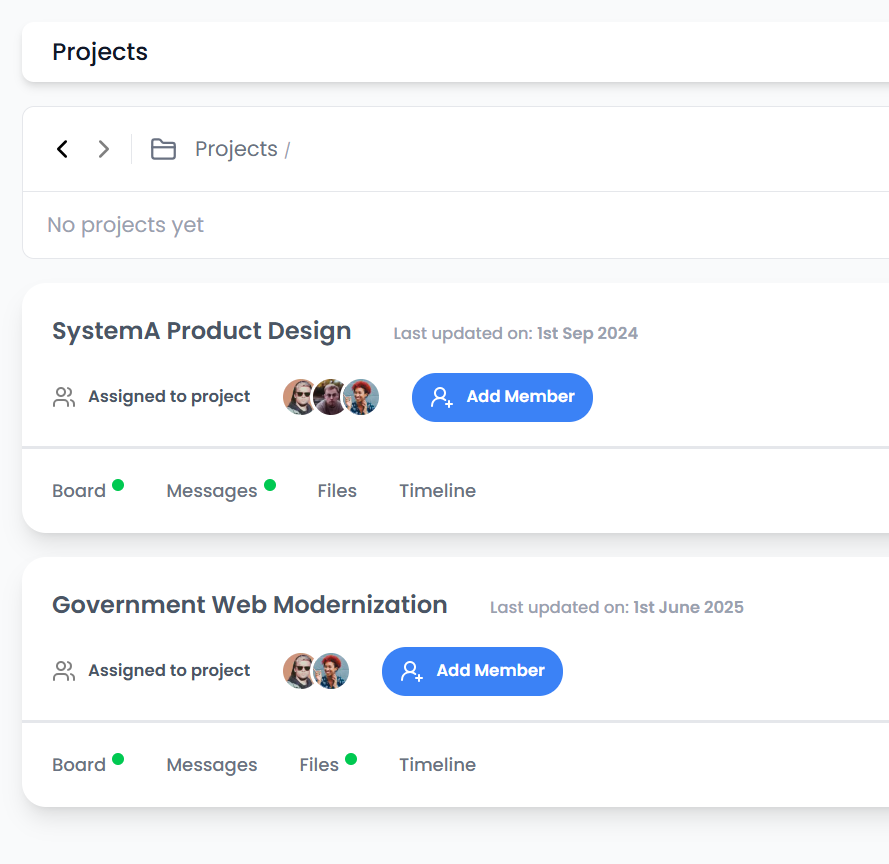 Projects
Projects /
No projects yet
SystemA Product Design Last updated on: 1st Sep 2024
Assigned to project Add Member
Board Messages Files Timeline
Government Web Modernization Last updated on: 1st June 2025
Assigned to project Add Member
Board Messages Files Timeline